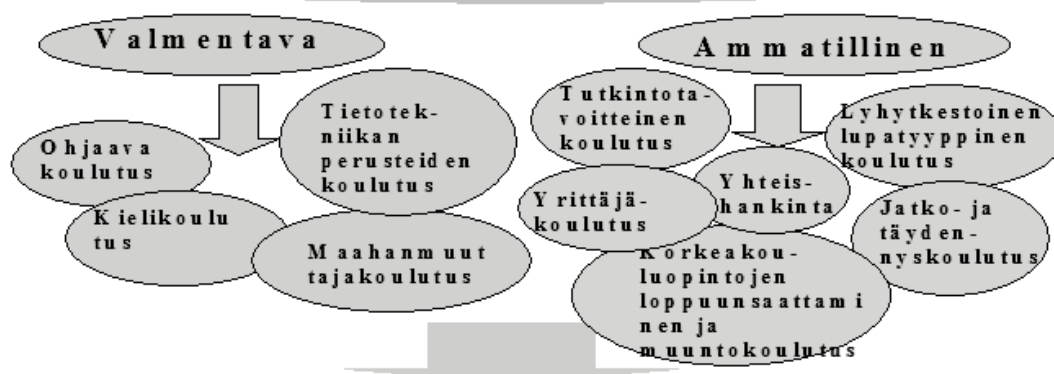 Valmentava
Ammatillinen
Ohjaava
koulutus
Tietotek-
niikan
perusteiden
koulutus
Kielikoulu
tus
Maahanmuut
tajakoulutus
Tutkintota-
voitteinen
koulutus
Lyhytkestoinen
lupatyyppinen
koulutus
Yrittäjä-
koulutus
Yhteis-
hankinta
Jatko- ja
täyden-
nyskoulutus
Korkeakou-
luopintojen
loppuunsaattami
nen ja
muuntokoulutus